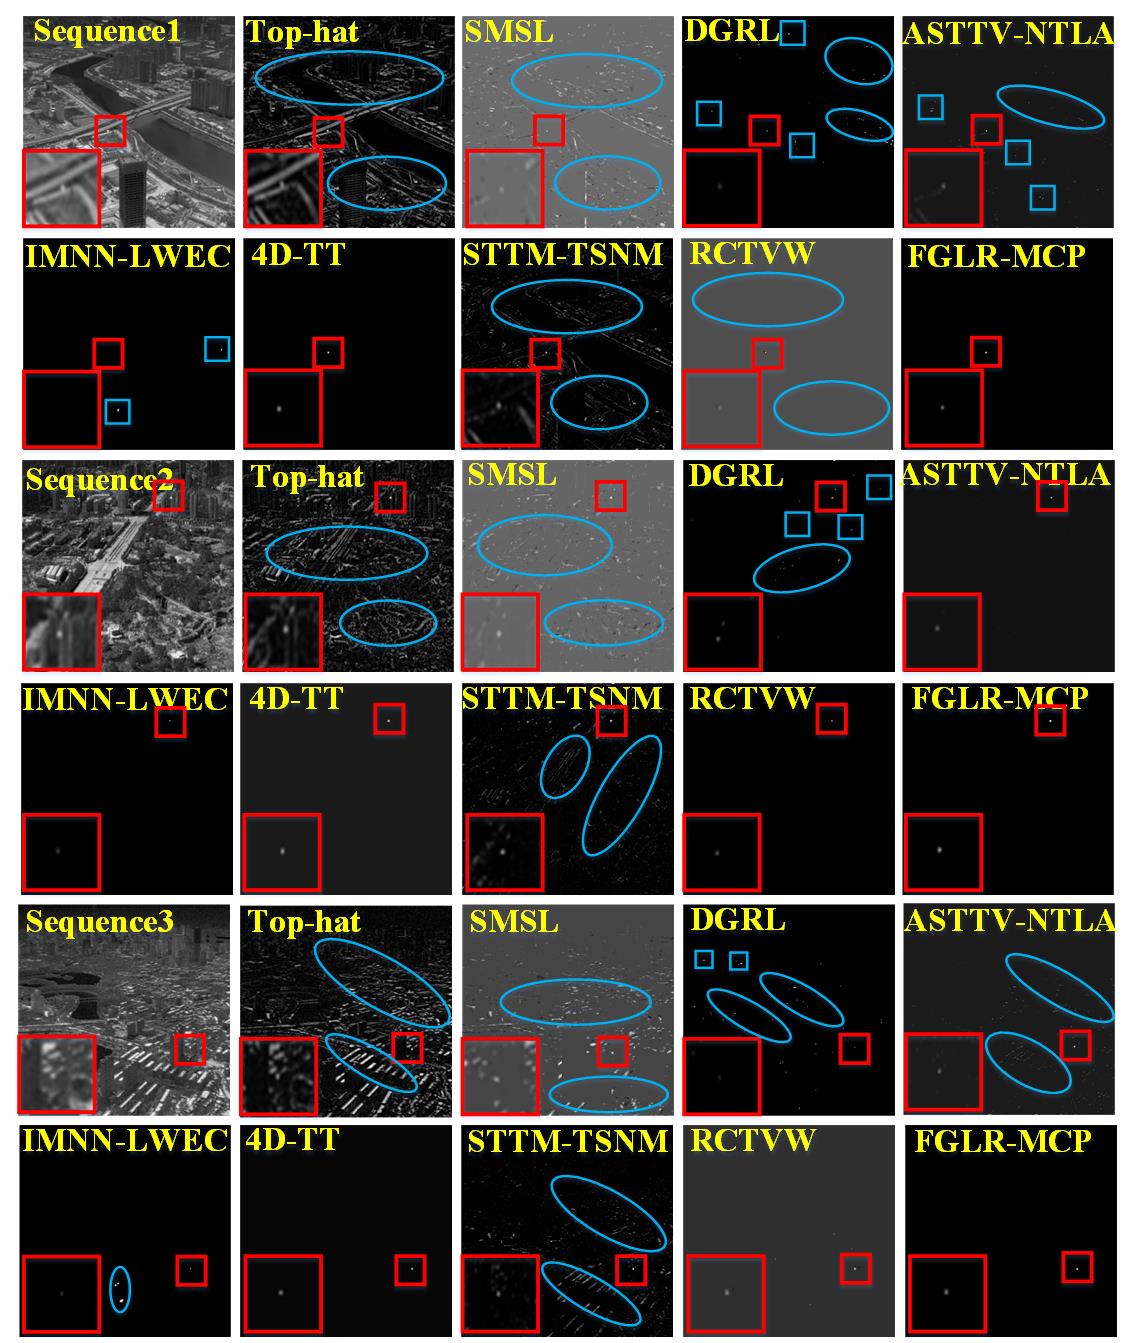 Sequence1
Top-hat
SMSL
DGRL
ASTTV-NTLA
IMNN-LWEC
4D-TT
STTM-TSNM
RCTVW
FGLR-MCP
Sequence2
Top-hat
SMSL
DGRL
ASTTV-NTLA
IMNN-LWEC
4D-TT
STTM-TSNM
RCTVW
FGLR-MCP
Sequence3
Top-hat
SMSL
DGRL
ASTTV-NTLA
IMNN-LWEC
4D-TT
STTM-TSNM
RCTVW
FGLR-MCP